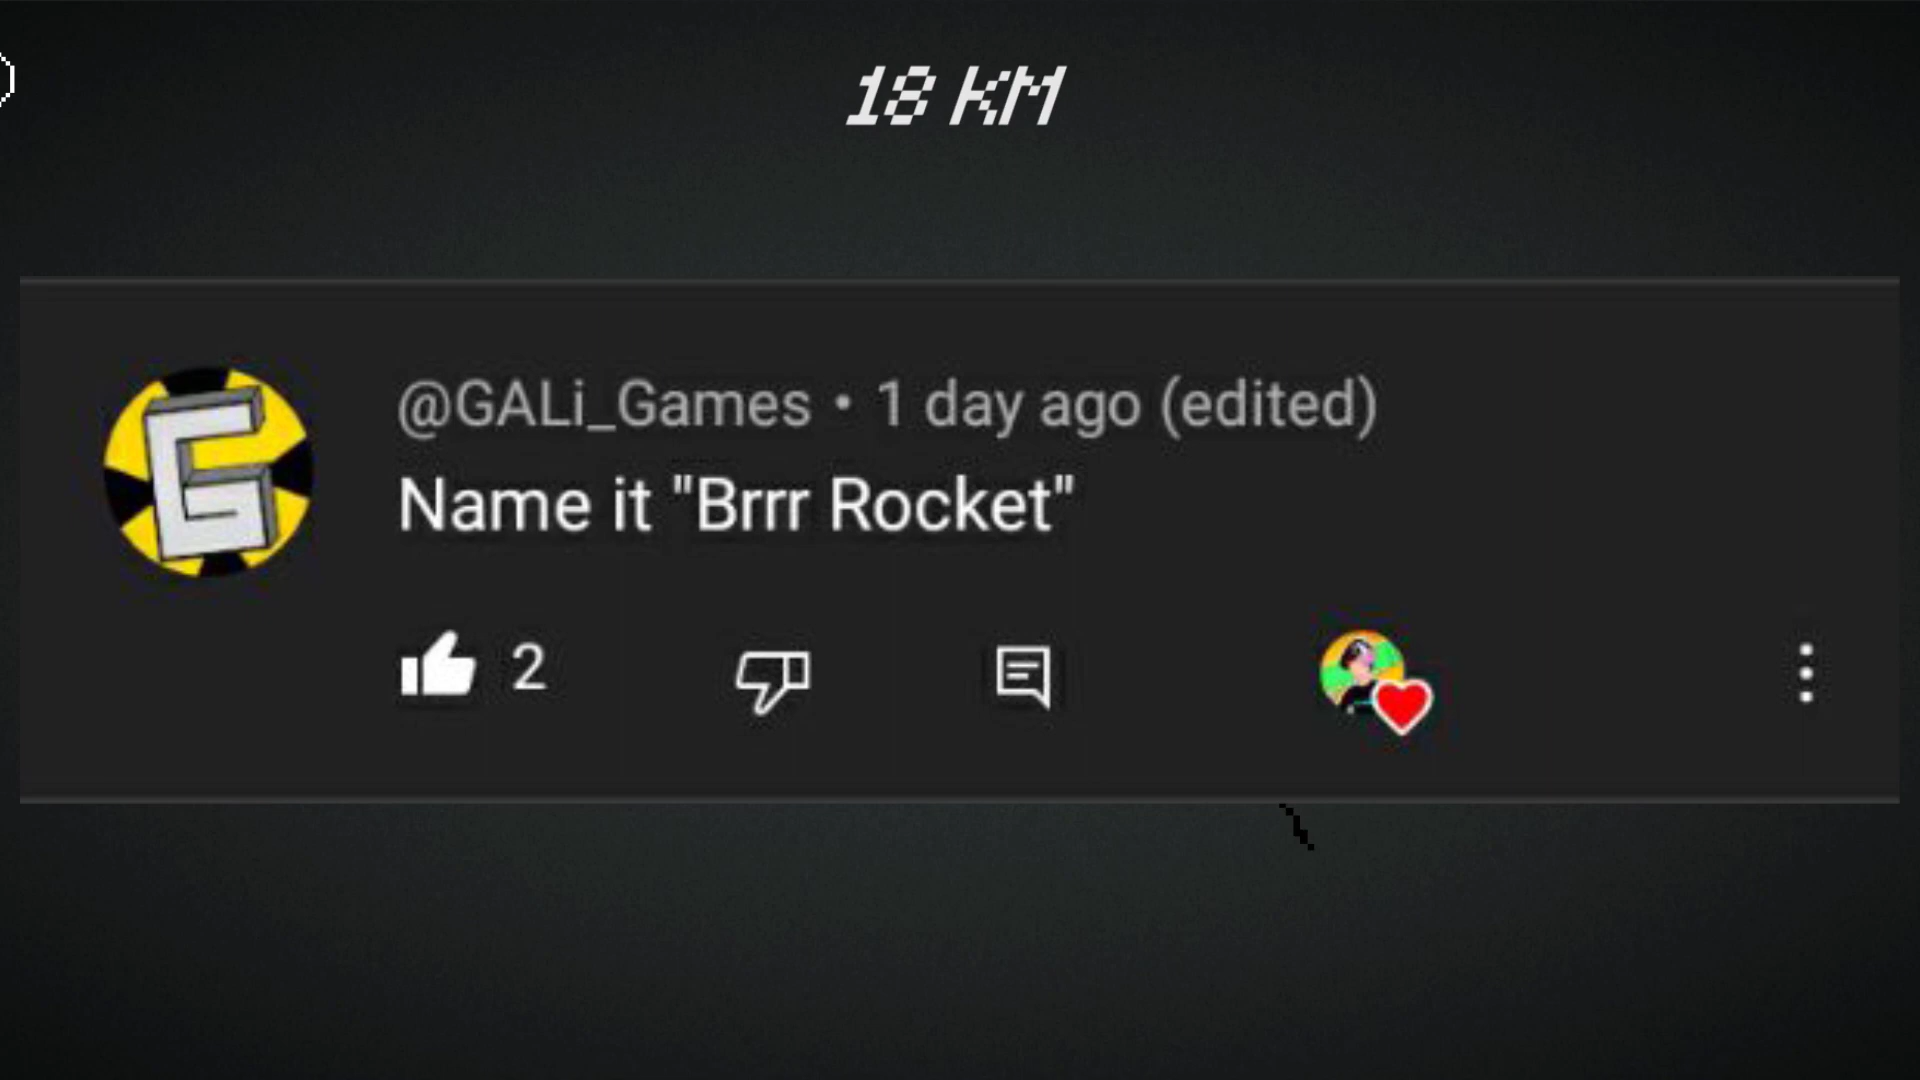 18 KM
@GALi_Games • 1 day ago (edited)
Name it "Brrr Rocket"
2